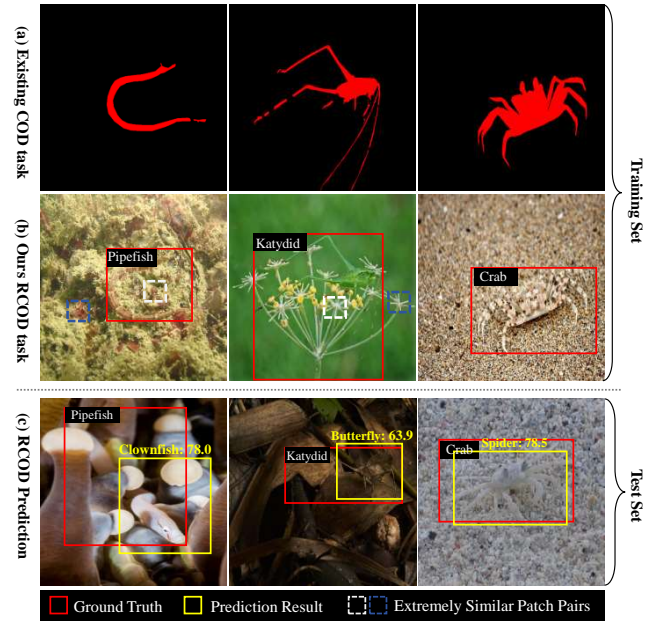 (a) Existing COD task
(b) Ours RCOD task
Pipefish
Katydid
Crab
Training Set
(c) RCOD Prediction
Pipefish
Clownfish: 78.0
Butterfly: 63.9
Katydid
Spider: 78.5
Crab
Test Set
Ground Truth
Prediction Result
Extremely Similar Patch Pairs